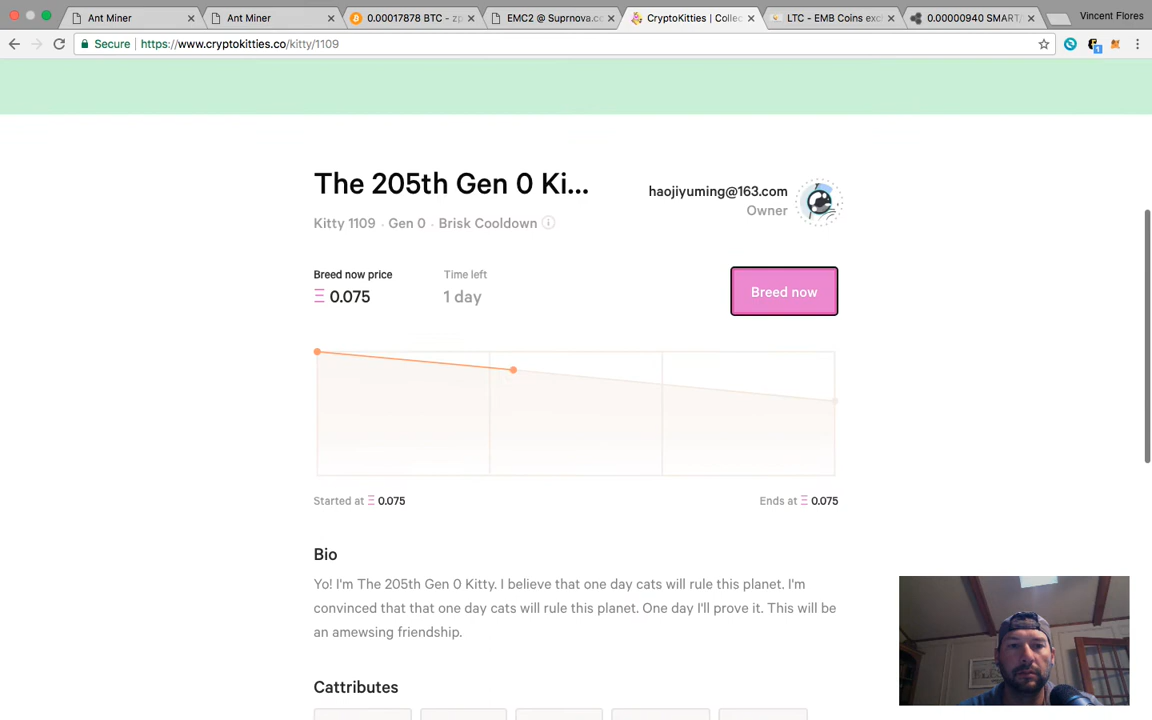 Ant Miner
Ant Miner
0.00017878 BTC - zp
EMC2 @ Suprnova.cc
CryptoKitties | Collec
LTC - EMB Coins exc
0.00000940 SMART/
Vincent Flores
Secure
https://www.cryptokitties.co/kitty/1109
1
The 205th Gen 0 Ki...
haojiyuming@163.com
Owner
Kitty 1109 · Gen 0 · Brisk Cooldown
Breed now price
Time left
Ξ 0.075
1 day
Breed now
Started at Ξ 0.075
Ends at Ξ 0.075
Bio
Yo! I'm The 205th Gen 0 Kitty. I believe that one day cats will rule this planet. I'm
convinced that that one day cats will rule this planet. One day I'll prove it. This will be
an amewsing friendship.
Cattributes